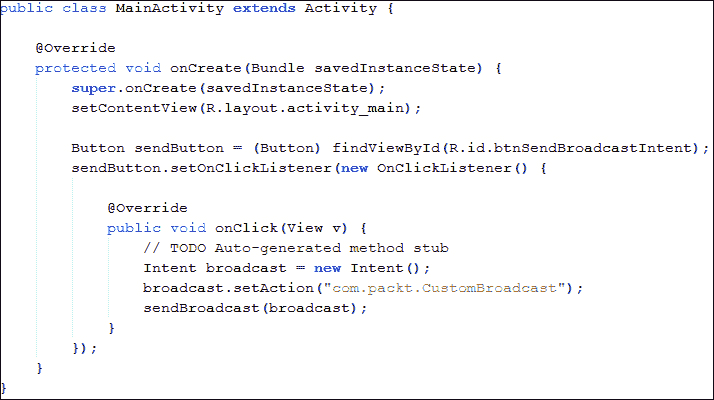 public class MainActivity extends Activity {
@Override
protected void onCreate(Bundle savedInstanceState) {
super.onCreate(savedInstanceState);
setContentView(R.layout.activity_main);
Button sendButton = (Button) findViewById(R.id.btnSendBroadcastIntent);
sendButton.setOnClickListener(new OnClickListener() {
@Override
public void onClick(View v) {
// TODO Auto-generated method stub
Intent broadcast = new Intent();
broadcast.setAction("com.packt.CustomBroadcast");
sendBroadcast(broadcast);
}
});
}
}